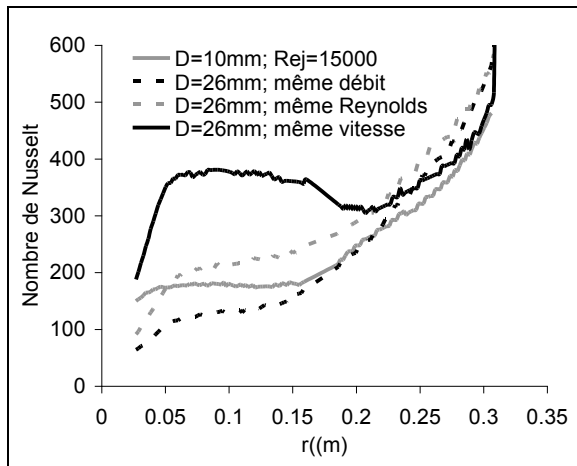 600
500
400
300
200
100
0
Nombre de Nusselt
D=10mm; Rej=15000
D=26mm; même débit
D=26mm; même Reynolds
D=26mm; même vitesse
0 0.05 0.1 0.15 0.2 0.25 0.3 0.35
r((m)